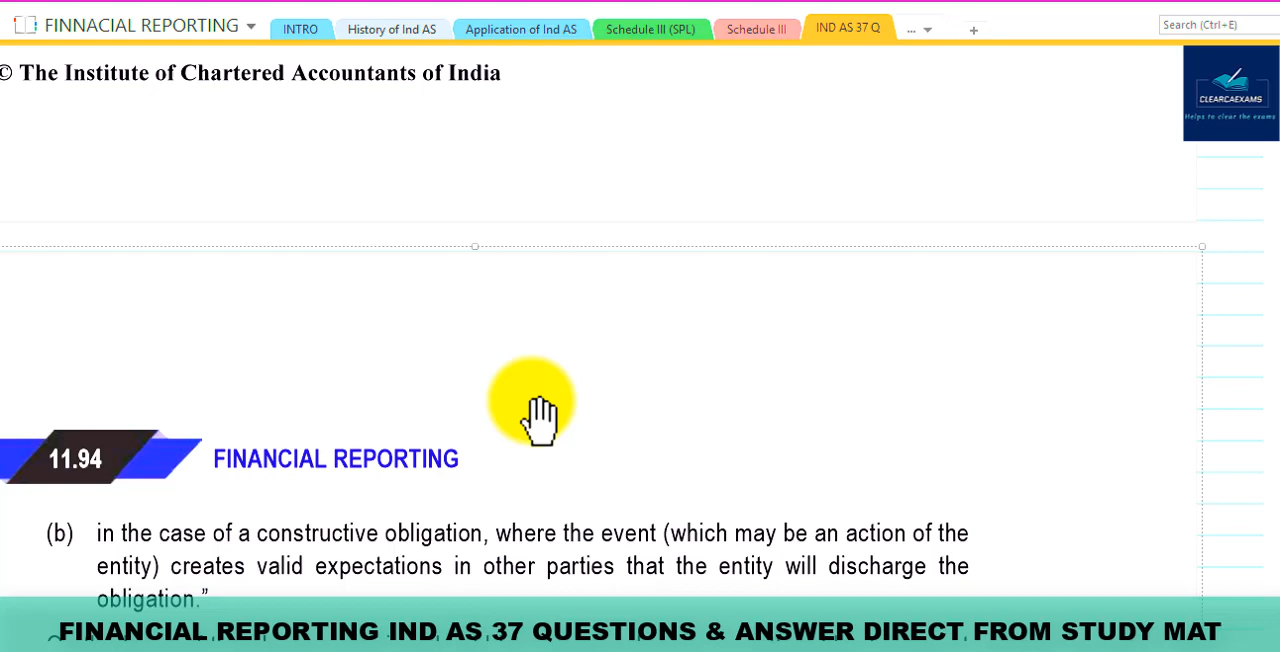 FINNACIAL REPORTING
INTRO
History of Ind AS
Application of Ind AS
Schedule III (SPL)
Schedule III
IND AS 37 Q
...
Search (Ctrl+E)
© The Institute of Chartered Accountants of India
CLEARCAEXAMS
Helps to clear the exams
11.94
FINANCIAL REPORTING
(b) in the case of a constructive obligation, where the event (which may be an action of the
entity) creates valid expectations in other parties that the entity will discharge the
obligation.”
FINANCIAL REPORTING IND AS 37 QUESTIONS & ANSWER DIRECT FROM STUDY MAT